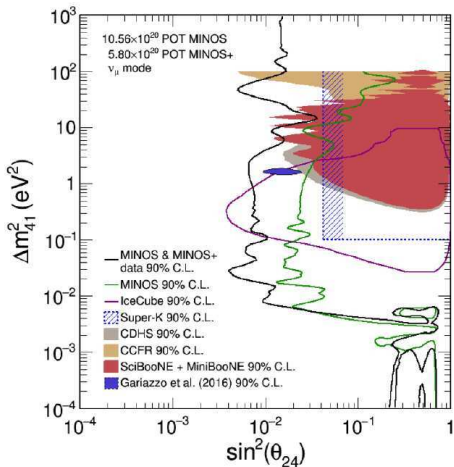 10.56×10²⁰ POT MINOS
5.80×10²⁰ POT MINOS+
νμ mode
10³
10²
10
1
10⁻¹
10⁻²
10⁻³
10⁻⁴
Δm²₄₁ (eV²)
MINOS & MINOS+
data 90% C.L.
MINOS 90% C.L.
IceCube 90% C.L.
Super-K 90% C.L.
CDHS 90% C.L.
CCFR 90% C.L.
SciBooNE + MiniBooNE 90% C.L.
Gariazzo et al. (2016) 90% C.L.
10⁻⁴ 10⁻³ 10⁻² 10⁻¹ 1
sin²(θ₂₄)